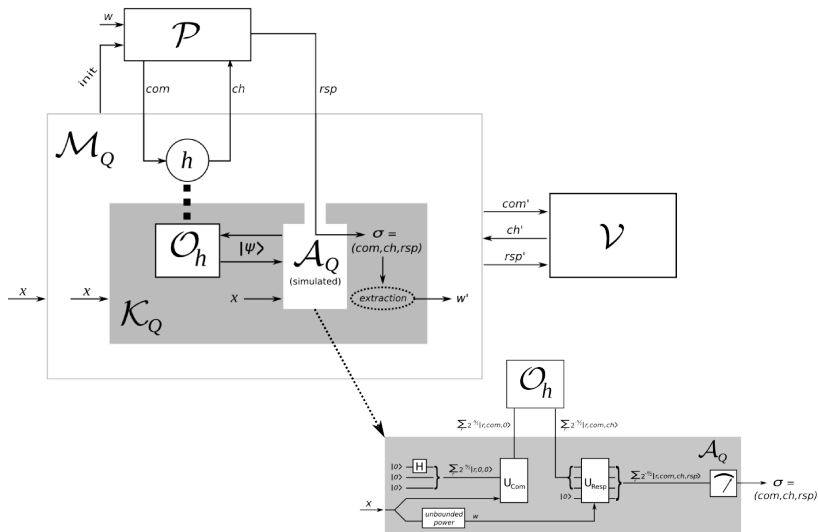 w
𝒫
init
com
ch
rsp
ℳ_Q
h
com'
ch'
rsp'
𝒱
𝒪_h
|ψ⟩
𝒜_Q
(simulated)
σ =
(com,ch,rsp)
extraction
w'
x
x
x
𝒦_Q
𝒪_h
𝒜_Q
|0⟩
|0⟩
|0⟩
H
U_Com
|0⟩
U_Resp
σ =
(com,ch,rsp)
x
unbounded
power
w